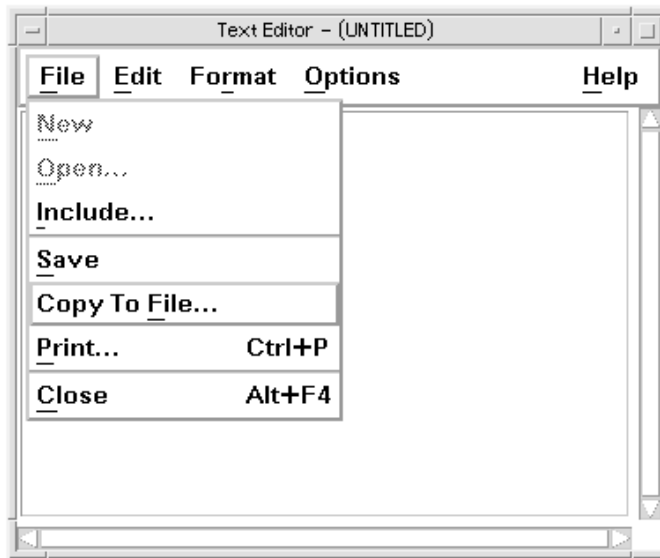 Text Editor - (UNTITLED)
File Edit Format Options Help
New
Open...
Include...
Save
Copy To File...
Print... Ctrl+P
Close Alt+F4